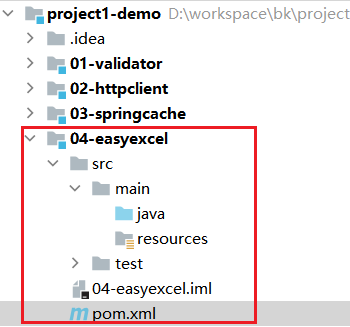 project1-demo D:\workspace\bk\project
.idea
01-validator
02-httpclient
03-springcache
04-easyexcel
src
main
java
resources
test
04-easyexcel.iml
pom.xml